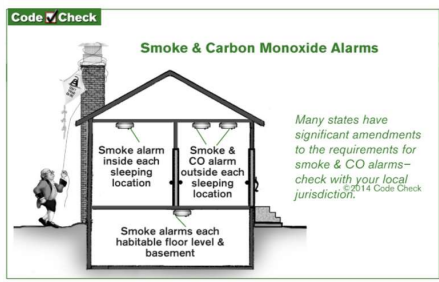 Code Check
Smoke & Carbon Monoxide Alarms
Smoke alarm
inside each
sleeping
location
Smoke &
CO alarm
outside each
sleeping
location
Smoke alarms each
habitable floor level &
basement
Many states have
significant amendments
to the requirements for
smoke & CO alarms–
check with your local
jurisdiction.
©2014 Code Check